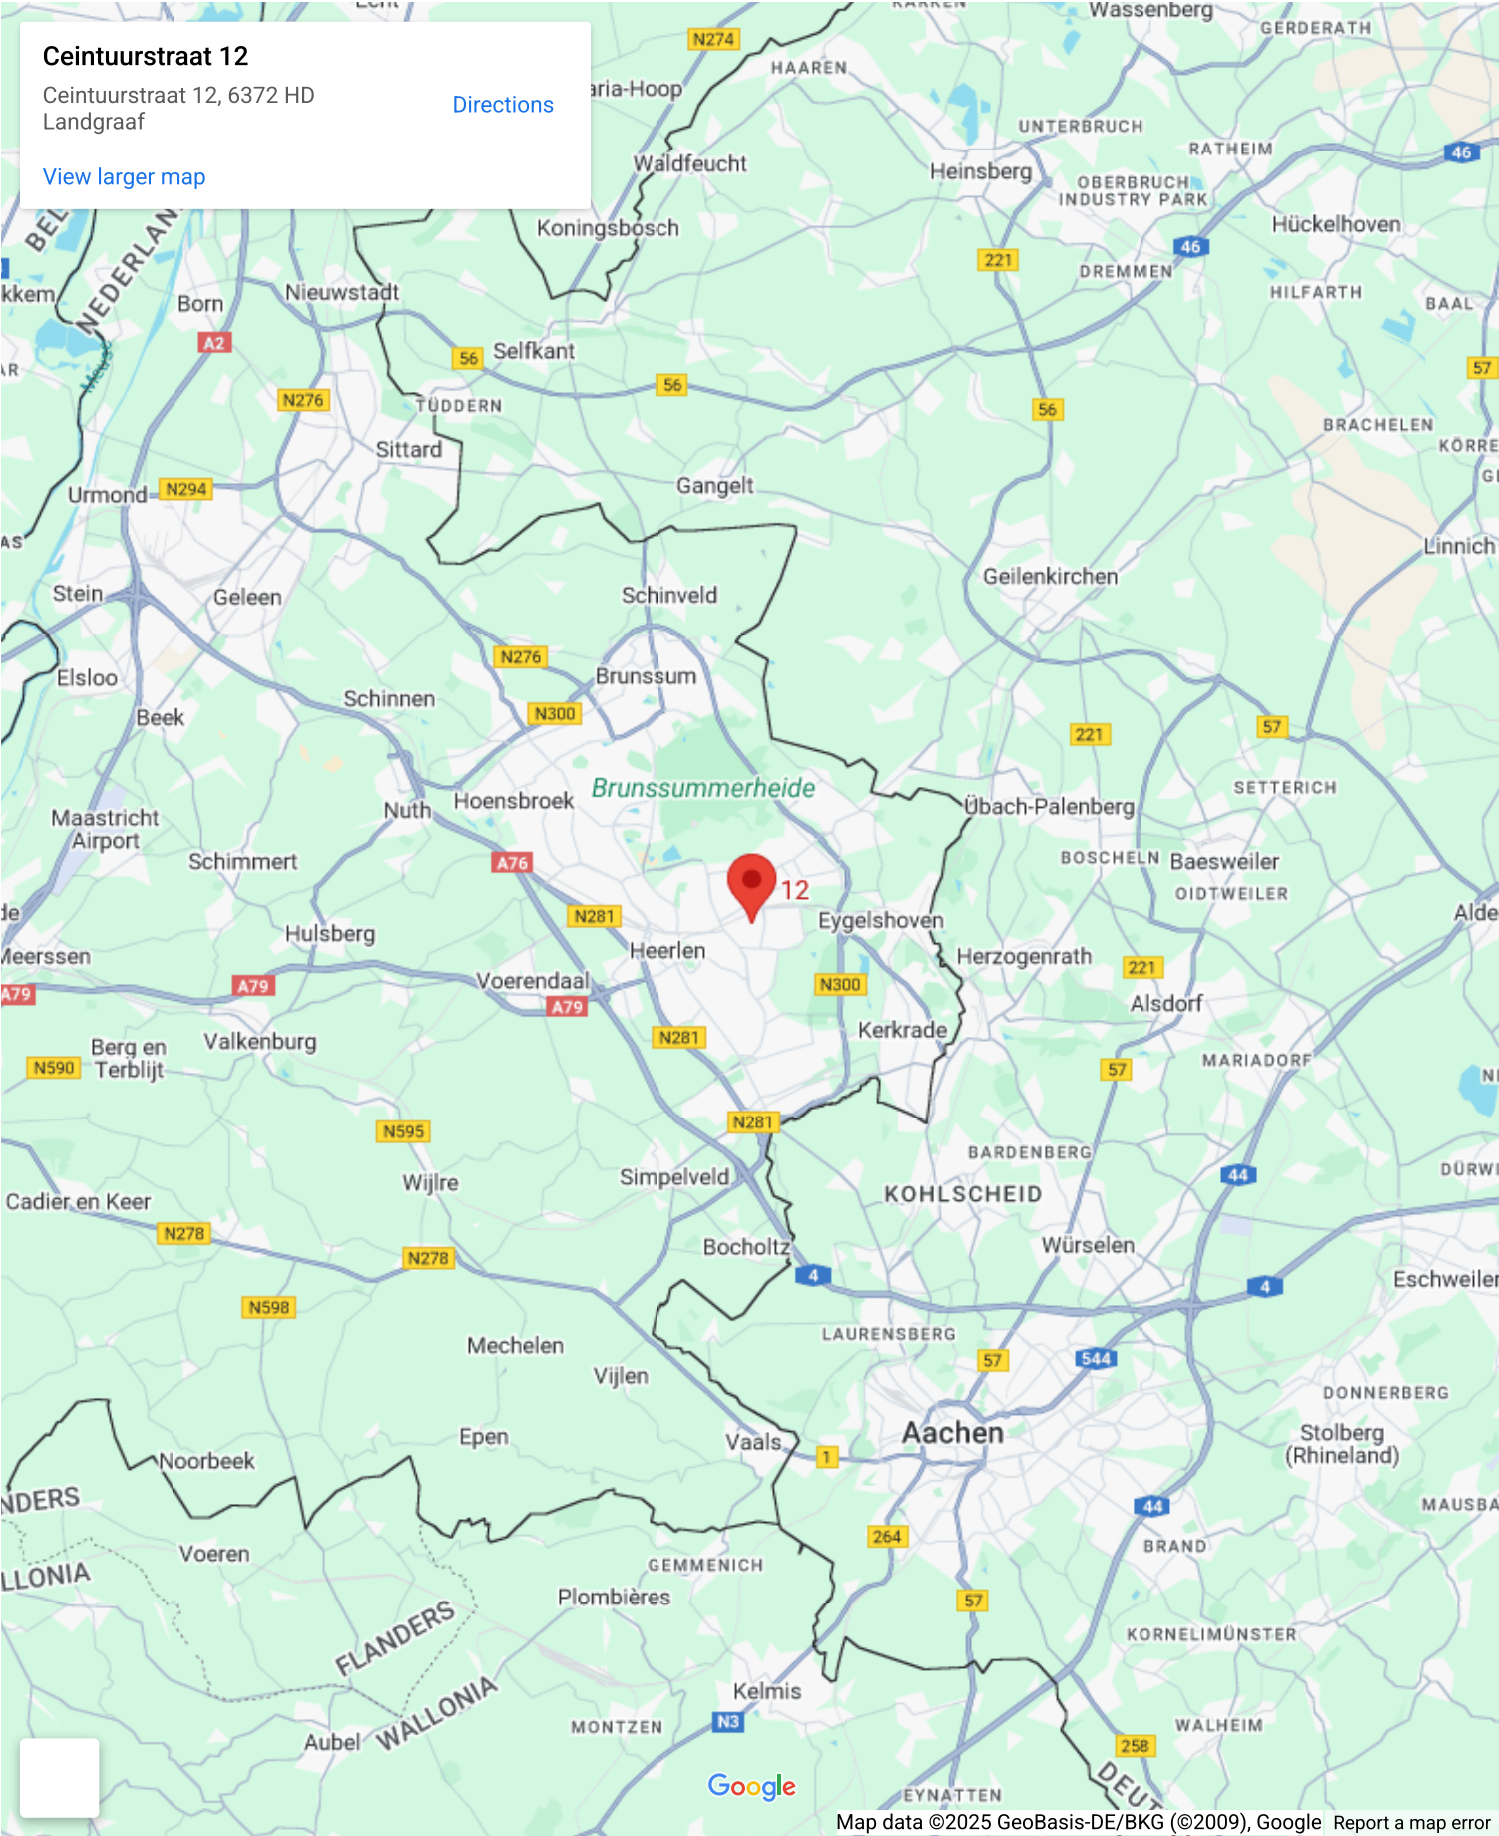 Ceintuurstraat 12
Ceintuurstraat 12, 6372 HD
Landgraaf
Directions
View larger map
N274
HAAREN
Wassenberg
GERDERATH
UNTERBRUCH
RATHEIM
46
Waldfeucht
Heinsberg
OBERBRUCH
INDUSTRY PARK
Koningsbosch
Hückelhoven
46
221
DREMMEN
HILFARTH
BAAL
NEDERLAN
kkem
Born
Nieuwstadt
A2
Meuse
56
Selfkant
56
57
N276
TÜDDERN
56
BRACHELEN
KÖRRE
Sittard
Urmond
N294
Gangelt
Linnich
Geilenkirchen
Stein
Geleen
Schinveld
Elsloo
N276
Brunssum
Schinnen
Beek
N300
221
57
Brunssummerheide
SETTERICH
Maastricht
Airport
Nuth
Hoensbroek
Übach-Palenberg
Schimmert
A76
BOSCHELN
Baesweiler
OIDTWEILER
12
N281
Eygelshoven
Alde
Hulsberg
Heerlen
Herzogenrath
Meerssen
221
A79
A79
Voerendaal
A79
N300
Alsdorf
Kerkrade
Valkenburg
N281
Berg en
Terblijt
N590
MARIADORF
57
N281
N595
BARDENBERG
DÜRWI
Simpelveld
44
Wijlre
KOHLSCHEID
Cadier en Keer
N278
Bocholtz
Würselen
N278
4
4
Eschweiler
N598
LAURENSBERG
Mechelen
57
544
Vijlen
DONNERBERG
Aachen
Stolberg
(Rhineland)
Epen
Vaals
1
Noorbeek
NDERS
44
MAUSBA
264
BRAND
Voeren
GEMMENICH
LLONIA
Plombières
57
FLANDERS
KORNELIMÜNSTER
Kelmis
WALLONIA
N3
MONTZEN
WALHEIM
Aubel
258
DEUT
Google
EYNATTEN
Map data ©2025 GeoBasis-DE/BKG (©2009), Google
Report a map error